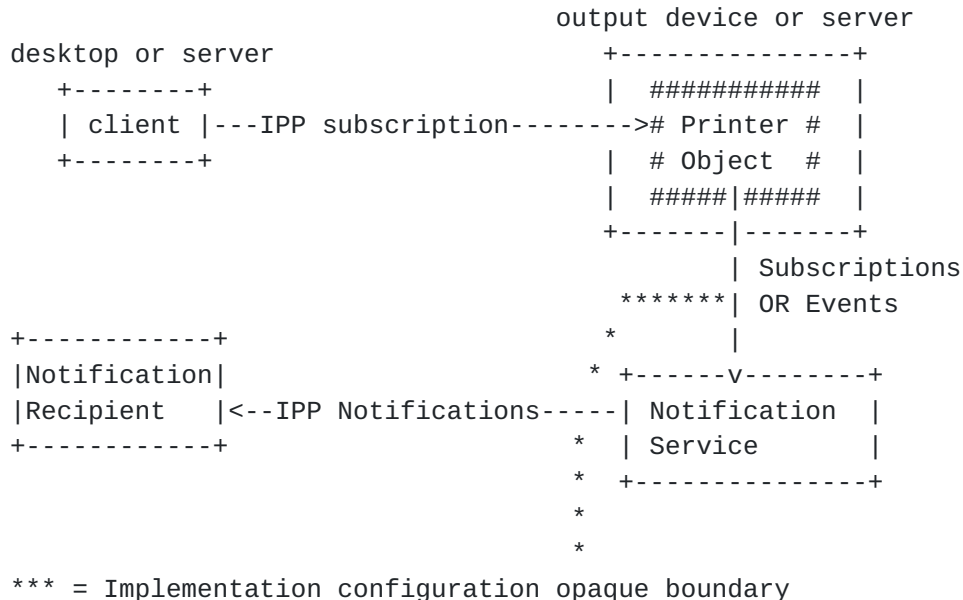 output device or server
desktop or server                     +---------------+
   +--------+                         |  ###########  |
   | client |---IPP subscription--------># Printer #  |
   +--------+                         |  # Object  #  |
                                      |  #####|#####  |
                                      +-------|-------+
                                              | Subscriptions
                                       *******| OR Events
+------------+                        *       |
|Notification|                       * +------v--------+
|Recipient   |<--IPP Notifications-----| Notification  |
+------------+                      *  | Service       |
                                    *  +---------------+
                                    *
                                    *
*** = Implementation configuration opaque boundary